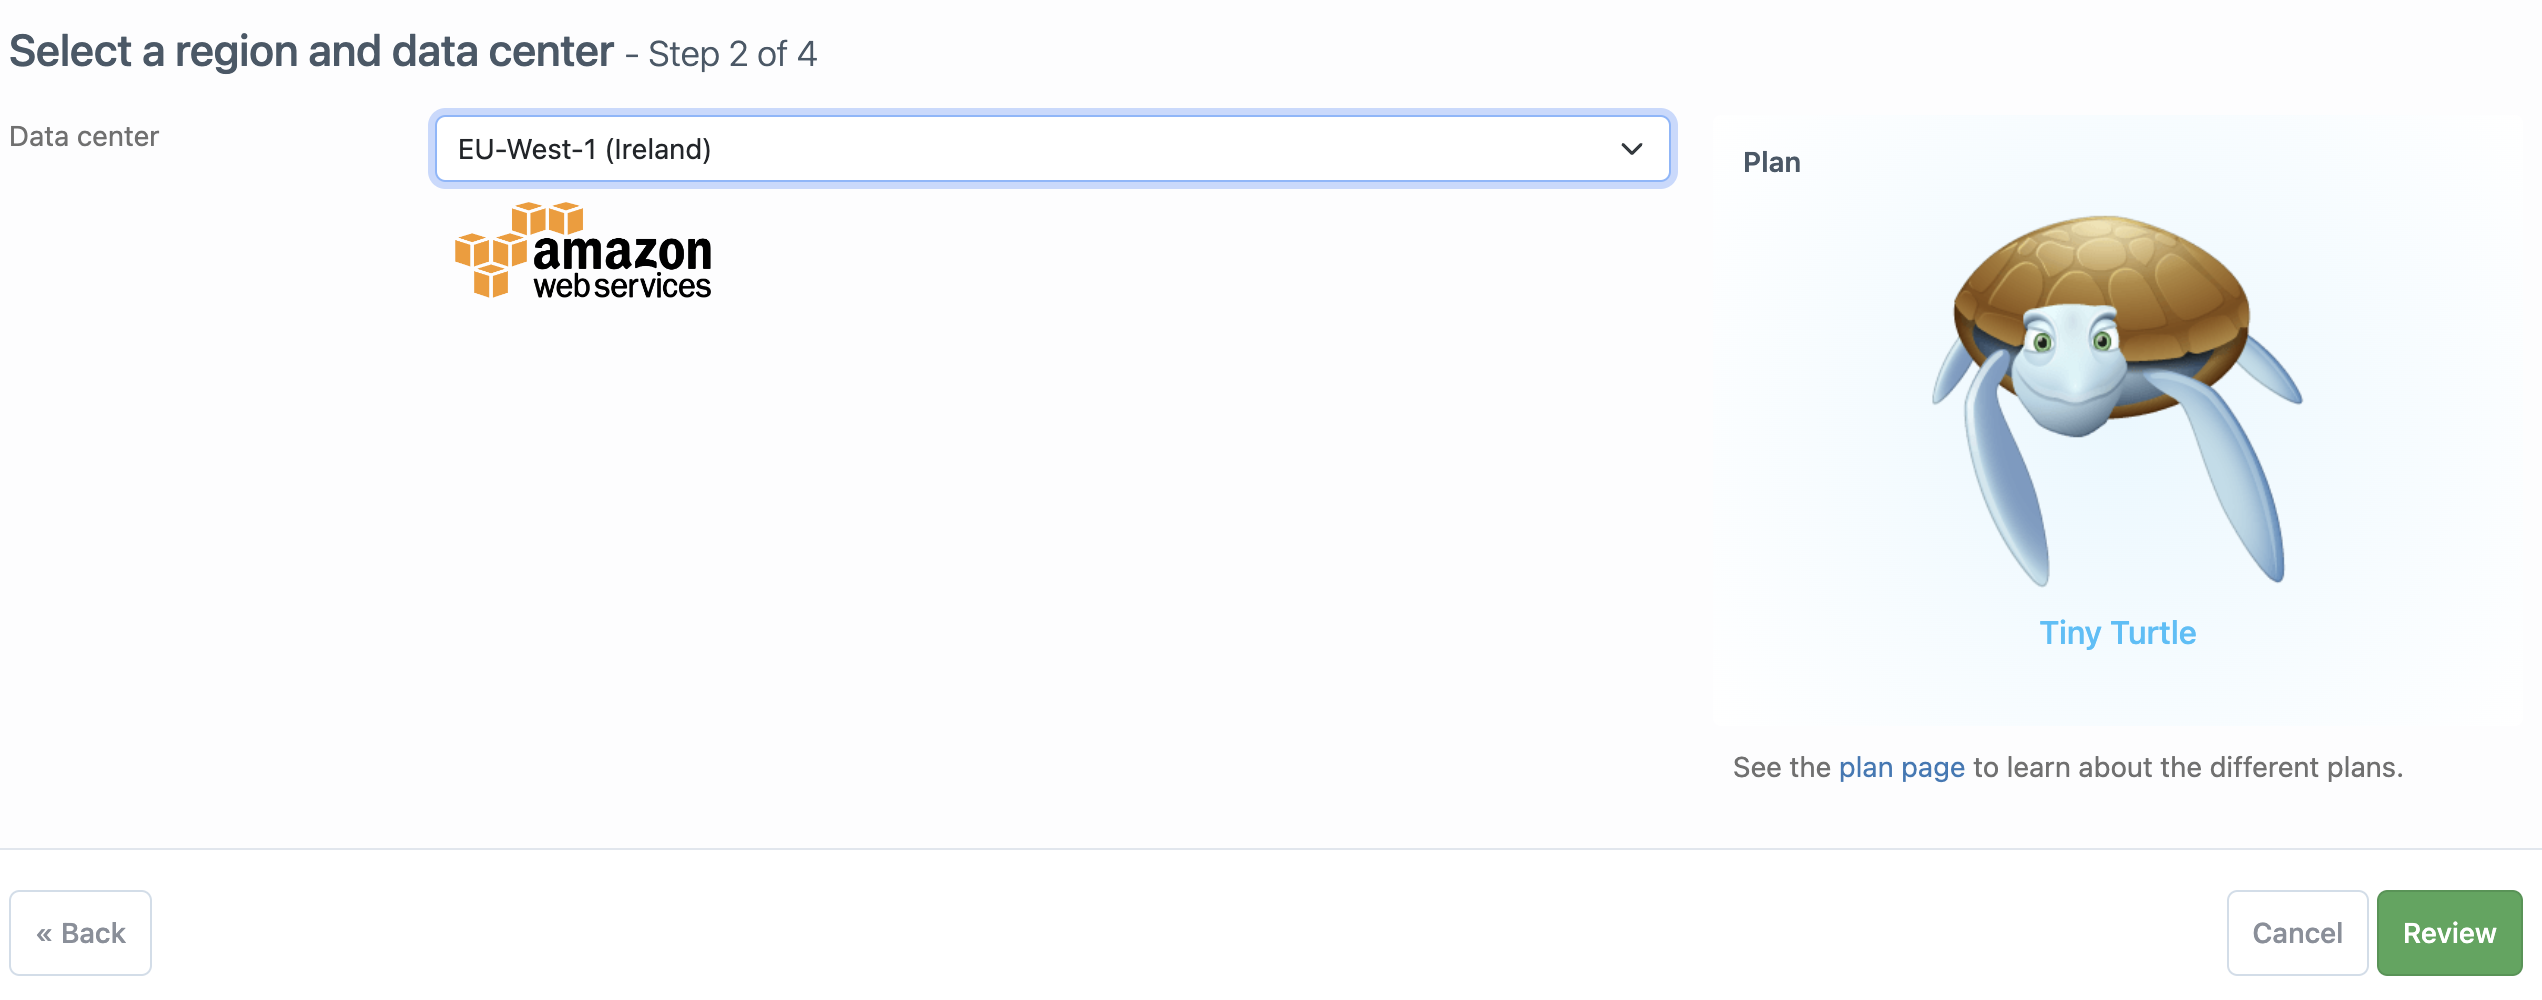 Select a region and data center - Step 2 of 4
Data center
EU-West-1 (Ireland)
amazon
web services
Plan
Tiny Turtle
See the plan page to learn about the different plans.
« Back
Cancel
Review